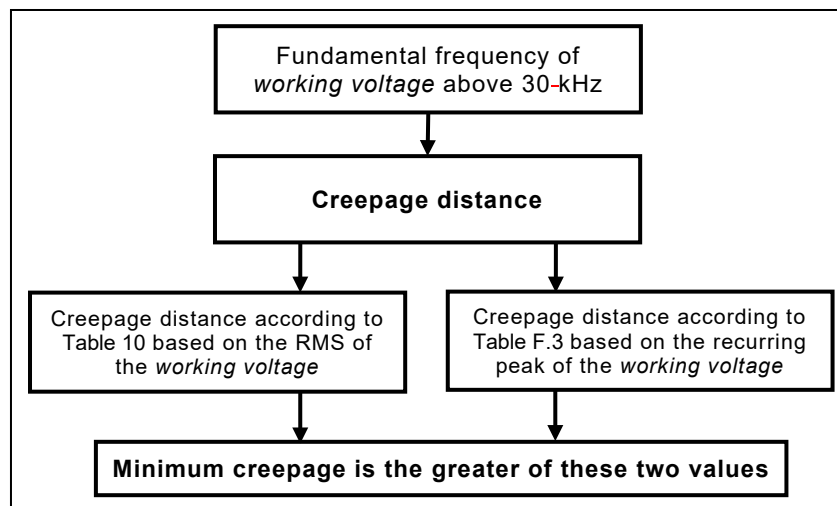 Fundamental frequency of
working voltage above 30-kHz
Creepage distance
Creepage distance according to
Table 10 based on the RMS of
the working voltage
Creepage distance according to
Table F.3 based on the recurring
peak of the working voltage
Minimum creepage is the greater of these two values